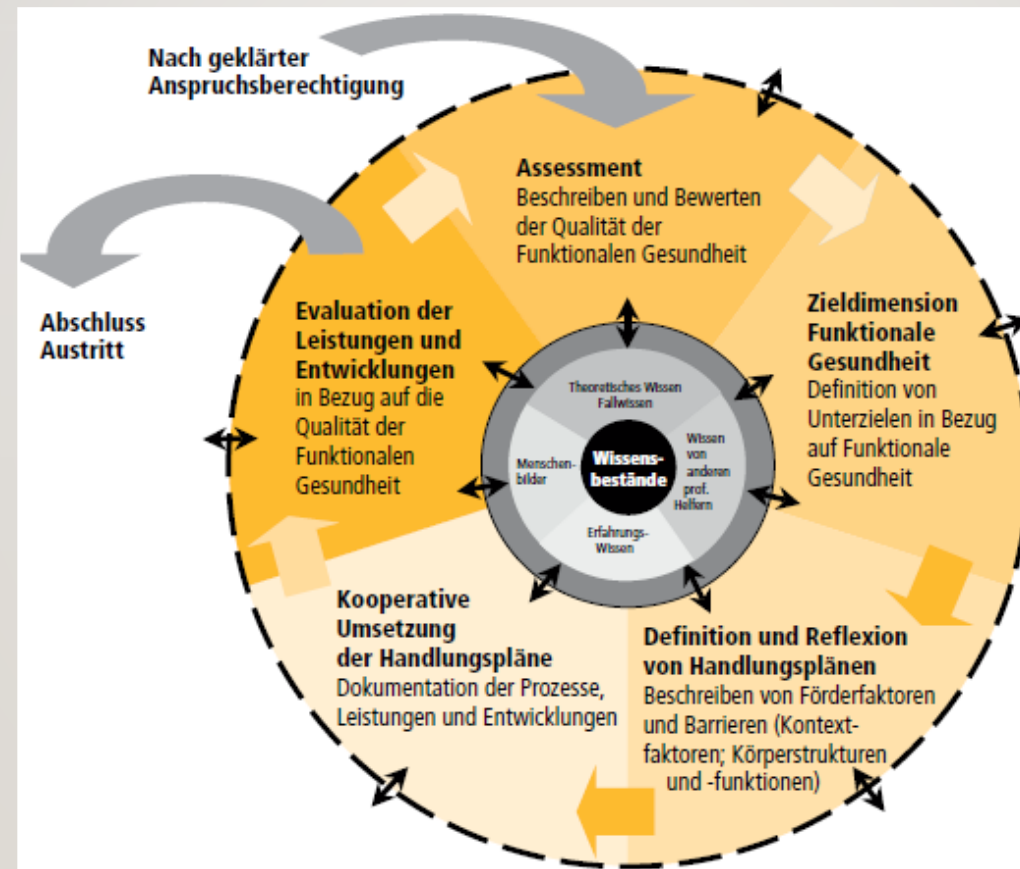 Nach geklärter
Anspruchsberechtigung
Assessment
Beschreiben und Bewerten
der Qualität der
Funktionalen Gesundheit
Zieldimension
Funktionale
Gesundheit
Definition von
Unterzielen in Bezug
auf Funktionale
Gesundheit
Definition und Reflexion
von Handlungsplänen
Beschreiben von Förderfaktoren
und Barrieren (Kontext-
faktoren; Körperstrukturen
und -funktionen)
Kooperative
Umsetzung
der Handlungspläne
Dokumentation der Prozesse,
Leistungen und Entwicklungen
Evaluation der
Leistungen und
Entwicklungen
in Bezug auf die
Qualität der
Funktionalen
Gesundheit
Abschluss
Austritt
Theoretisches Wissen
Fallwissen
Wissen
von
anderen
prof.
Helfern
Erfahrungs-
Wissen
Menschen-
bilder
Wissens-
bestände